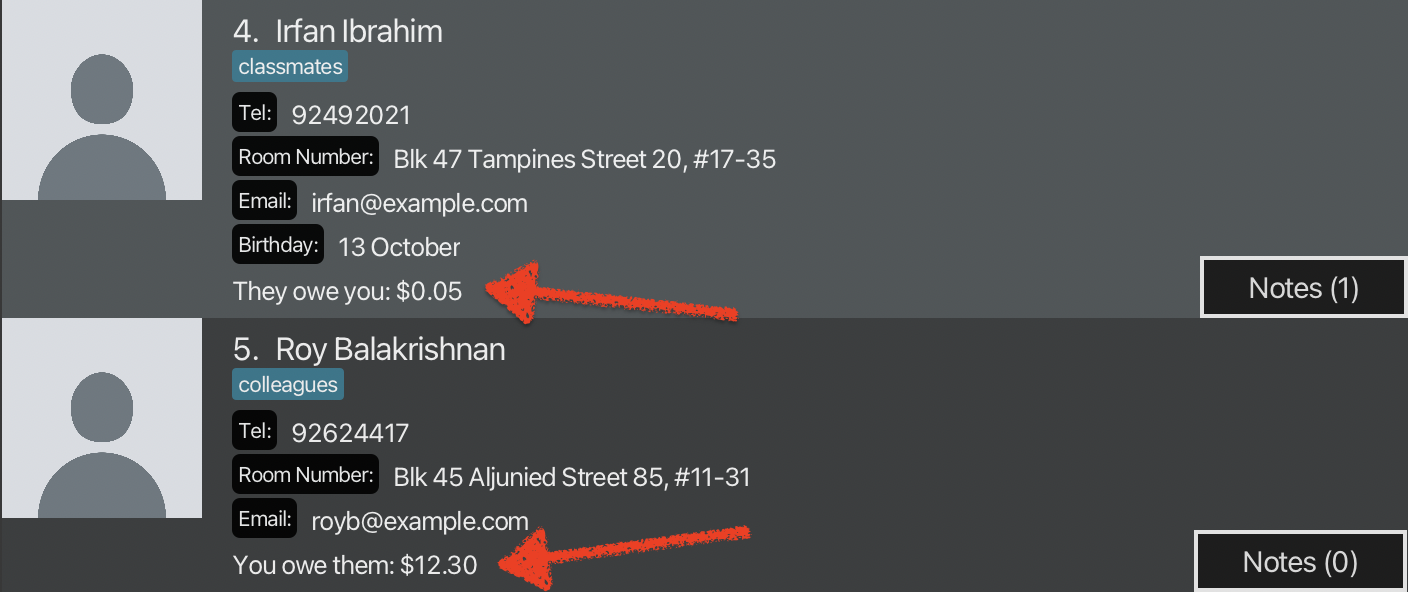 4. Irfan Ibrahim
classmates
Tel: 92492021
Room Number: Blk 47 Tampines Street 20, #17-35
Email: irfan@example.com
Birthday: 13 October
They owe you: $0.05
Notes (1)
5. Roy Balakrishnan
colleagues
Tel: 92624417
Room Number: Blk 45 Aljunied Street 85, #11-31
Email: royb@example.com
You owe them: $12.30
Notes (0)